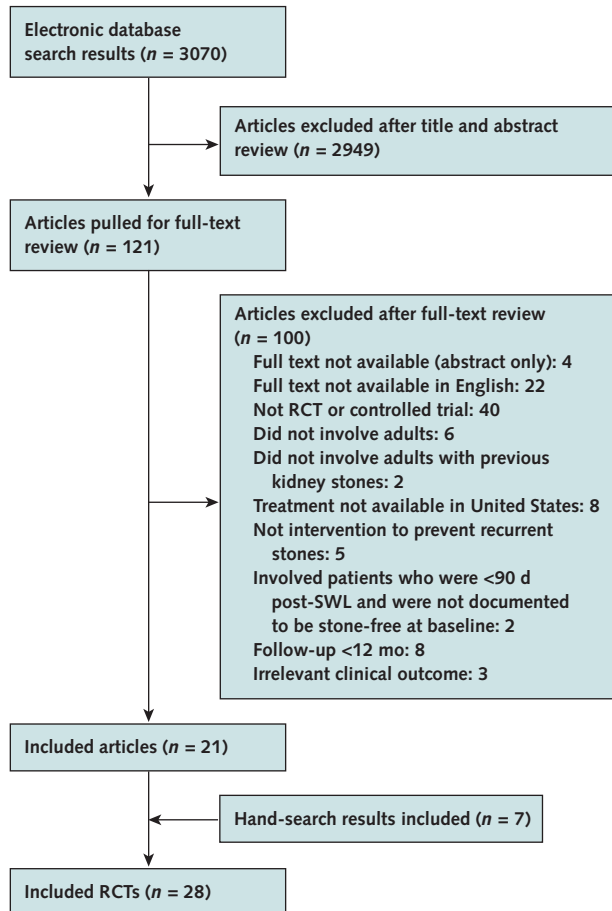 Electronic database
search results (n = 3070)
Articles excluded after title and abstract
review (n = 2949)
Articles pulled for full-text
review (n = 121)
Articles excluded after full-text review
(n = 100)
Full text not available (abstract only): 4
Full text not available in English: 22
Not RCT or controlled trial: 40
Did not involve adults: 6
Did not involve adults with previous
kidney stones: 2
Treatment not available in United States: 8
Not intervention to prevent recurrent
stones: 5
Involved patients who were <90 d
post-SWL and were not documented
to be stone-free at baseline: 2
Follow-up <12 mo: 8
Irrelevant clinical outcome: 3
Included articles (n = 21)
Hand-search results included (n = 7)
Included RCTs (n = 28)